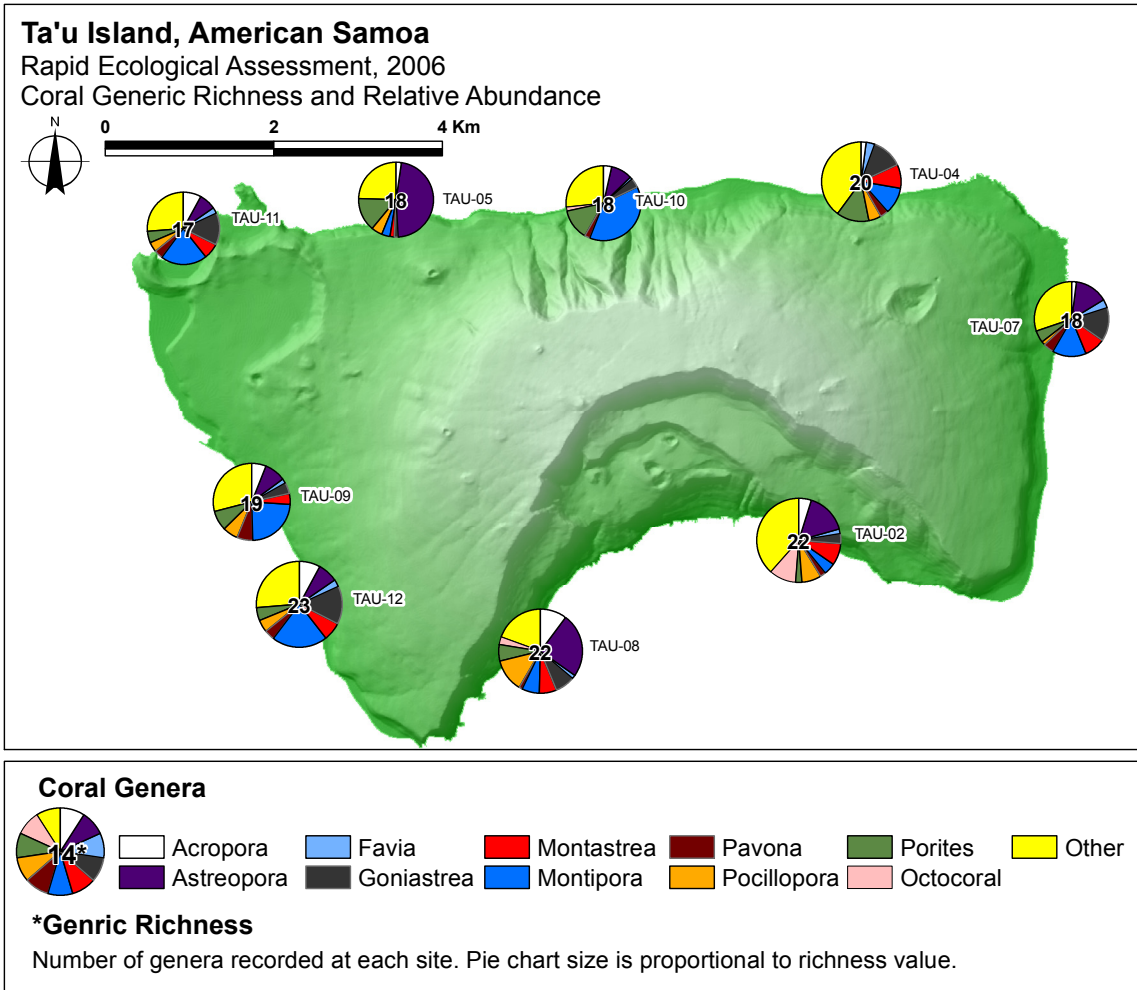 Ta'u Island, American Samoa
Rapid Ecological Assessment, 2006
Coral Generic Richness and Relative Abundance
N
0 2 4 Km
18 TAU-05
18 TAU-10
20 TAU-04
17 TAU-11
TAU-07 18
19 TAU-09
22 TAU-02
23 TAU-12
22 TAU-08
Coral Genera
14*
Acropora Favia Montastrea Pavona Porites Other
Astreopora Goniastrea Montipora Pocillopora Octocoral
*Genric Richness
Number of genera recorded at each site. Pie chart size is proportional to richness value.